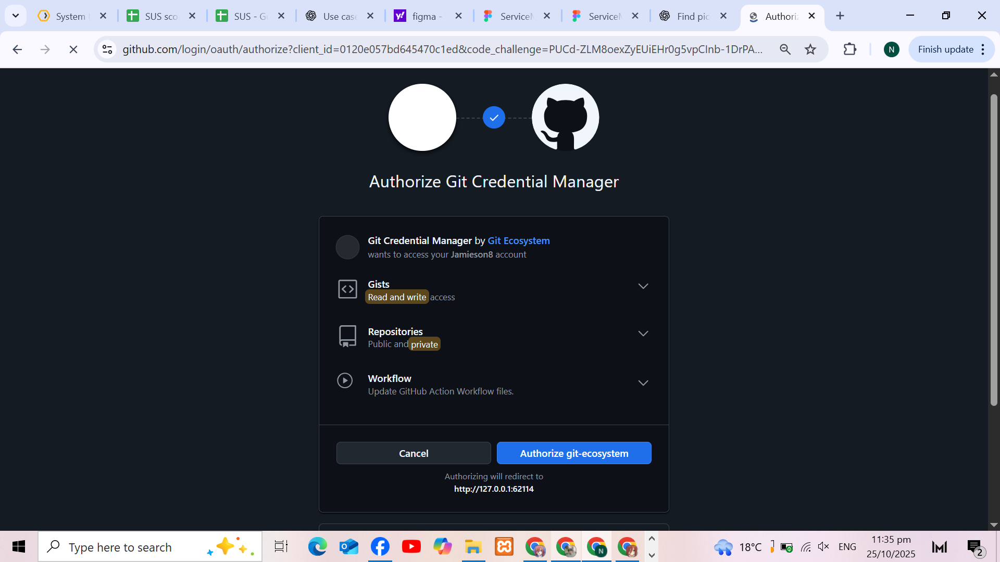 System
SUS sco
SUS - G
Use cas
figma -
Service
Service
Find pic
Authori
github.com/login/oauth/authorize?client_id=0120e057bd645470c1ed&code_challenge=PUCd-ZLM8oexZyEUiEHr0g5vpCInb-1DrPA...
N
Finish update
Authorize Git Credential Manager
Git Credential Manager by Git Ecosystem
wants to access your Jamieson8 account
Gists
Read and write access
Repositories
Public and private
Workflow
Update GitHub Action Workflow files.
Cancel
Authorize git-ecosystem
Authorizing will redirect to
http://127.0.0.1:62114
Type here to search
N
18°C
ENG
11:35 pm
25/10/2025
2